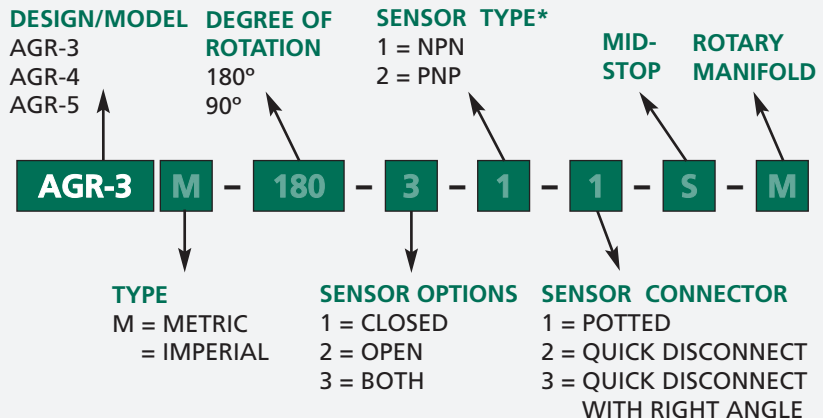 DESIGN/MODEL
AGR-3
AGR-4
AGR-5
DEGREE OF
ROTATION
180º
90º
SENSOR TYPE*
1 = NPN
2 = PNP
MID-
STOP
ROTARY
MANIFOLD
AGR-3 M – 180 – 3 – 1 – 1 – S – M
TYPE
M = METRIC
= IMPERIAL
SENSOR OPTIONS
1 = CLOSED
2 = OPEN
3 = BOTH
SENSOR CONNECTOR
1 = POTTED
2 = QUICK DISCONNECT
3 = QUICK DISCONNECT
WITH RIGHT ANGLE